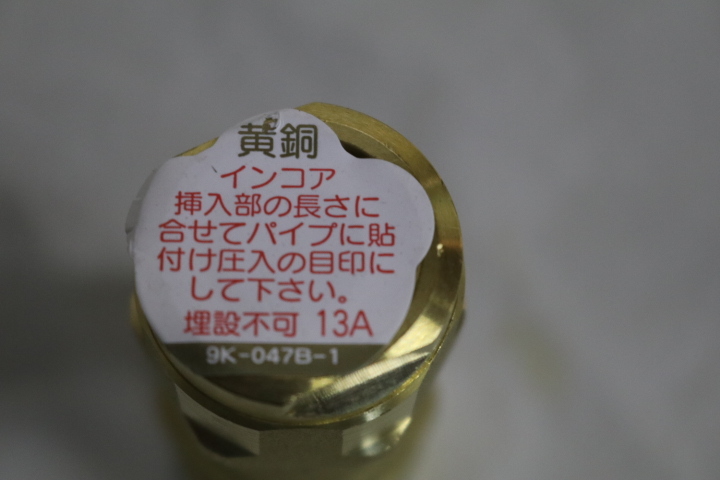 黄銅
インコア
挿入部の長さに
合せてパイプに貼
付け圧入の目印に
して下さい。
埋設不可 13A
9K-047B-1